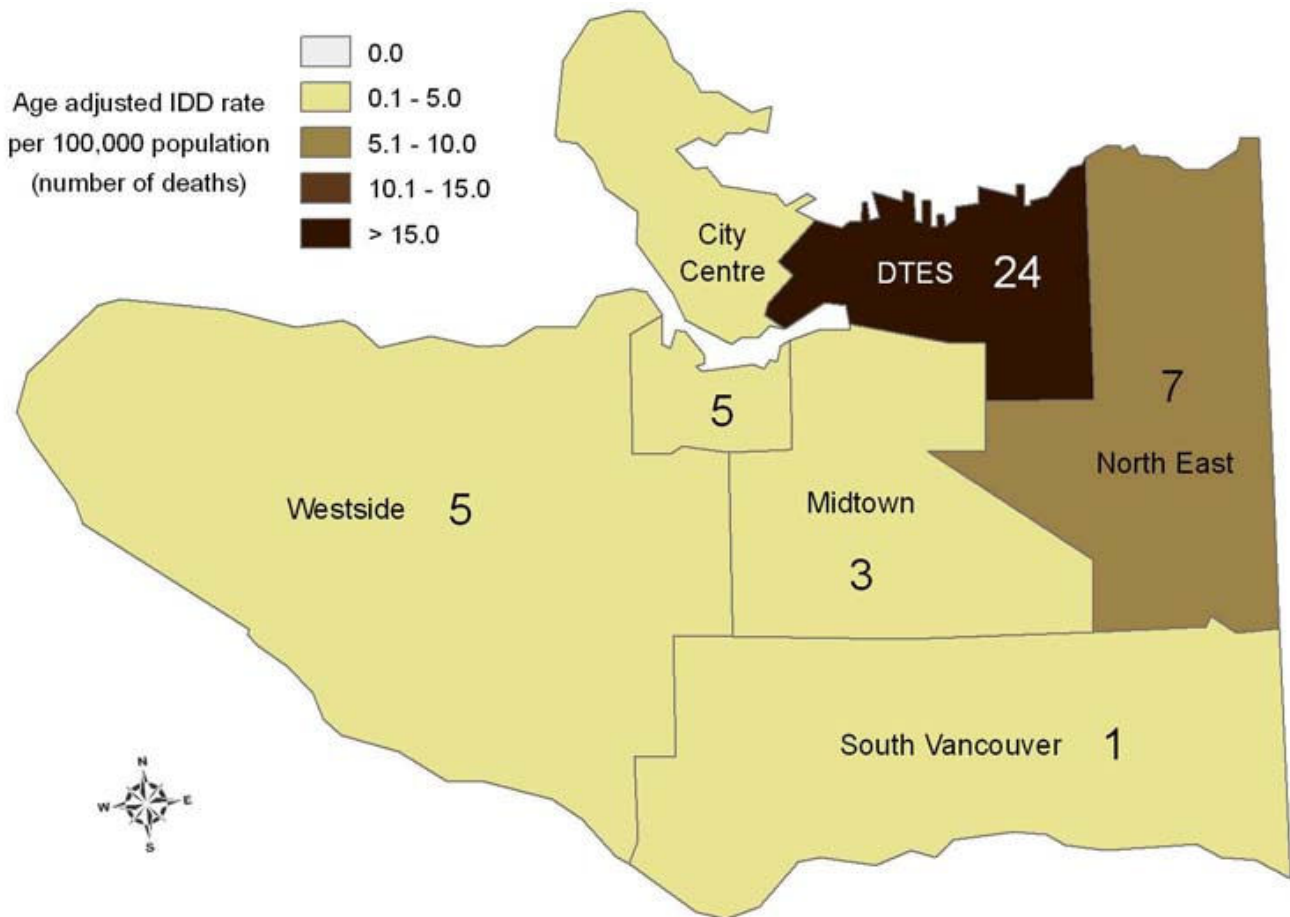 Age adjusted IDD rate
per 100,000 population
(number of deaths)
0.0
0.1 - 5.0
5.1 - 10.0
10.1 - 15.0
> 15.0
City
Centre
DTES 24
7
North East
5
Westside 5
Midtown
3
South Vancouver 1
N
W E
S